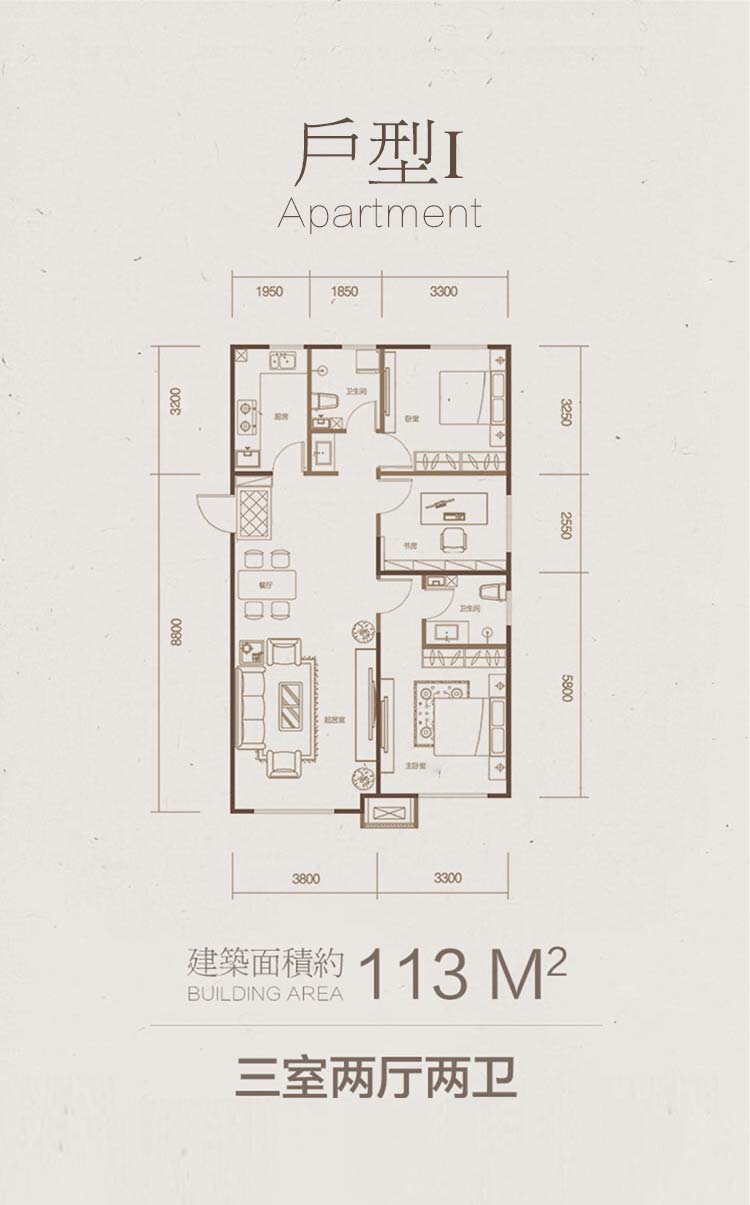 戶型I
Apartment
1950 1850 3300
3200
8800
3250
2550
5800
厨房
卫生间
卧室
书房
餐厅
卫生间
起居室
主卧室
3800 3300
建築面積約 113 M²
BUILDING AREA
三室两厅两卫